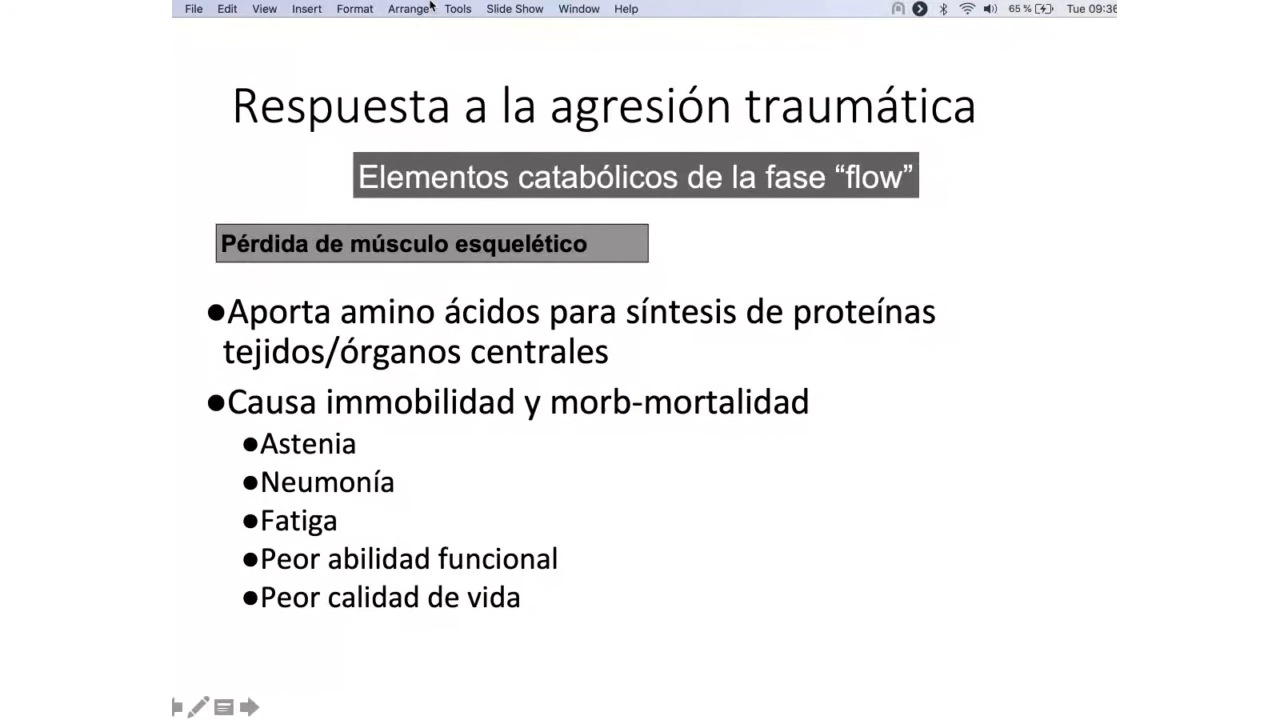 File Edit View Insert Format Arrange Tools Slide Show Window Help 65 % Tue 09:36
Respuesta a la agresión traumática
Elementos catabólicos de la fase “flow”
Pérdida de músculo esquelético
●Aporta amino ácidos para síntesis de proteínas
tejidos/órganos centrales
●Causa immobilidad y morb-mortalidad
●Astenia
●Neumonía
●Fatiga
●Peor abilidad funcional
●Peor calidad de vida